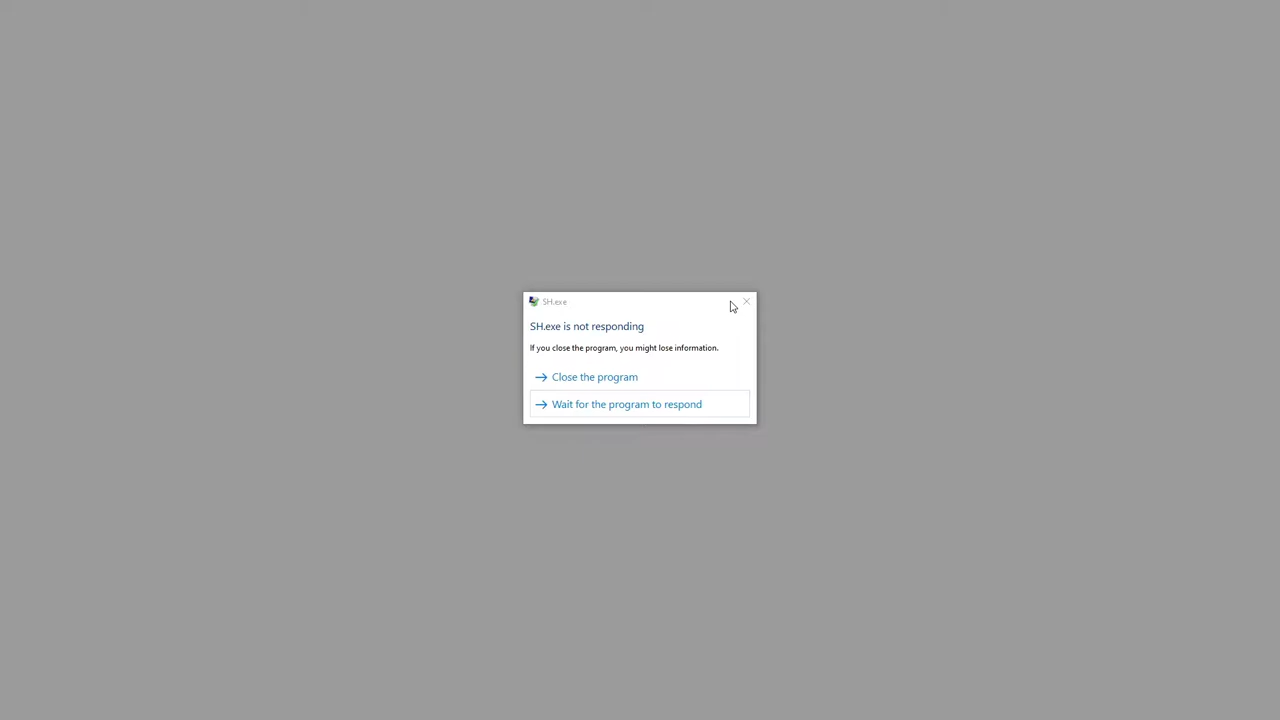 SH.exe
SH.exe is not responding
If you close the program, you might lose information.
Close the program
Wait for the program to respond